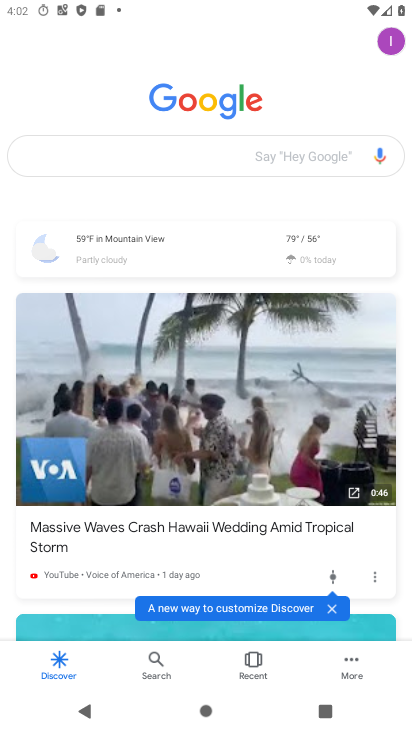 4:02
I
Google
Say "Hey Google"
59°F in Mountain View
79° / 56°
Partly cloudy
0% today
VOA
0:46
Massive Waves Crash Hawaii Wedding Amid Tropical
Storm
YouTube • Voice of America • 1 day ago
A new way to customize Discover
Discover
Search
Recent
More